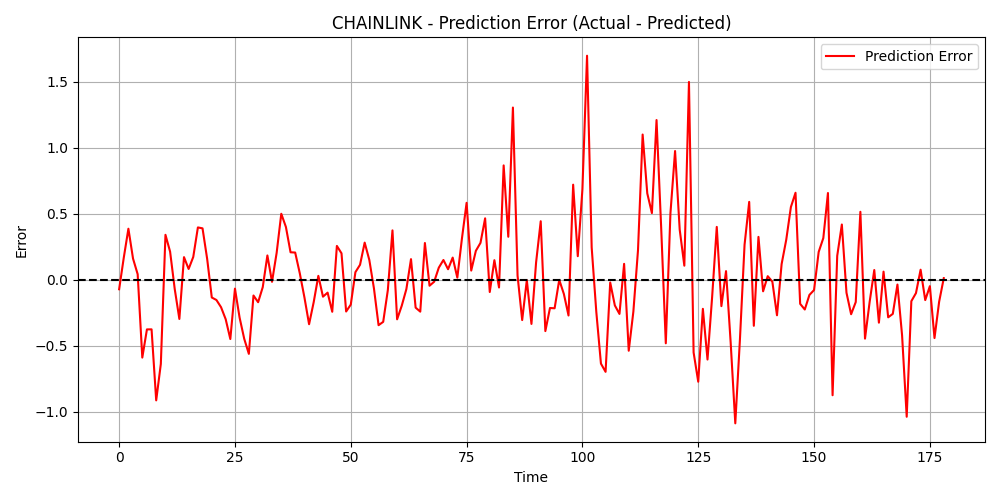 CHAINLINK - Prediction Error (Actual - Predicted)
Prediction Error
1.5
1.0
0.5
0.0
−0.5
−1.0
Error
0 25 50 75 100 125 150 175
Time